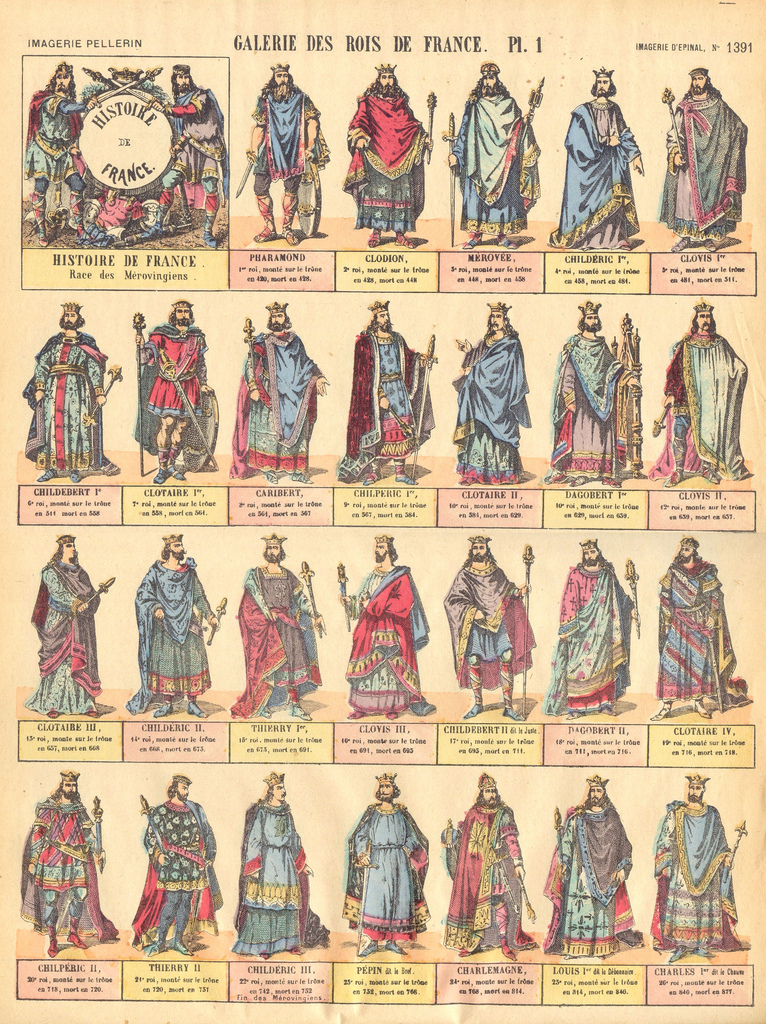 IMAGERIE PELLERIN
GALERIE DES ROIS DE FRANCE. Pl. 1
IMAGERIE D'ÉPINAL, N° 1391
HISTOIRE
DE
FRANCE.
HISTOIRE DE FRANCE.
Race des Mérovingiens.
PHARAMOND
1er roi, monté sur le trône
en 420, mort en 428.
CLODION,
2e roi, monté sur le trône
en 428, mort en 448
MÉROVÉE,
3e roi, monté sur le trône
en 448, mort en 458
CHILDÉRIC Ier,
4e roi, monté sur le trône
en 458, mort en 481.
CLOVIS Ier
5e roi, monté sur le trône
en 481, mort en 511.
CHILDEBERT Ier
6e roi, monté sur le trône
en 511 mort en 558
CLOTAIRE Ier,
7e roi, monté sur le trône
en 558, mort en 561.
CARIBERT,
8e roi, monté sur le trône
en 561, mort en 567
CHILPERIC Ier,
9e roi, monté sur le trône
en 567, mort en 584.
CLOTAIRE II,
roi, monté sur le trône
en 584, mort en 629.
DAGOBERT Ier
roi, monté sur le trône
en 629, mort en 639.
CLOVIS II,
12e roi, monté sur le trône
en 639, mort en 657.
CLOTAIRE III,
13e roi, monté sur le trône
en 657, mort en 668
CHILDÉRIC II.
14e roi, monté sur le trône
en 668, mort en 673.
THIERRY Ier,
15e roi, monté sur le trône
en 673, mort en 691.
CLOVIS III,
16e roi, monté sur le trône
en 691, mort en 695
CHILDEBERT II dit le Juste.
17e roi, monté sur le trône
en 695, mort en 711.
DAGOBERT II,
18e roi, monté sur le trône
en 711, mort en 716.
CLOTAIRE IV,
19e roi, monté sur le trône
en 716, mort en 718.
CHILPÉRIC II,
20e roi, monté sur le trône
en 718, mort en 720.
THIERRY II
21e roi, monté sur le trône
en 720, mort en 737
CHILDÉRIC III,
22e roi, monté sur le trône
en 742, mort en 752
Fin des Mérovingiens.
PÉPIN dit le Bref.
23e roi, monté sur le trône
en 752, mort en 768.
CHARLEMAGNE,
24e roi, monté sur le trône
en 768, mort en 814.
LOUIS Ier dit le Débonnaire.
25e roi, monté sur le trône
en 814, mort en 840.
CHARLES Ier dit le Chauve
26e roi, monté sur le trône
en 840, mort en 877.